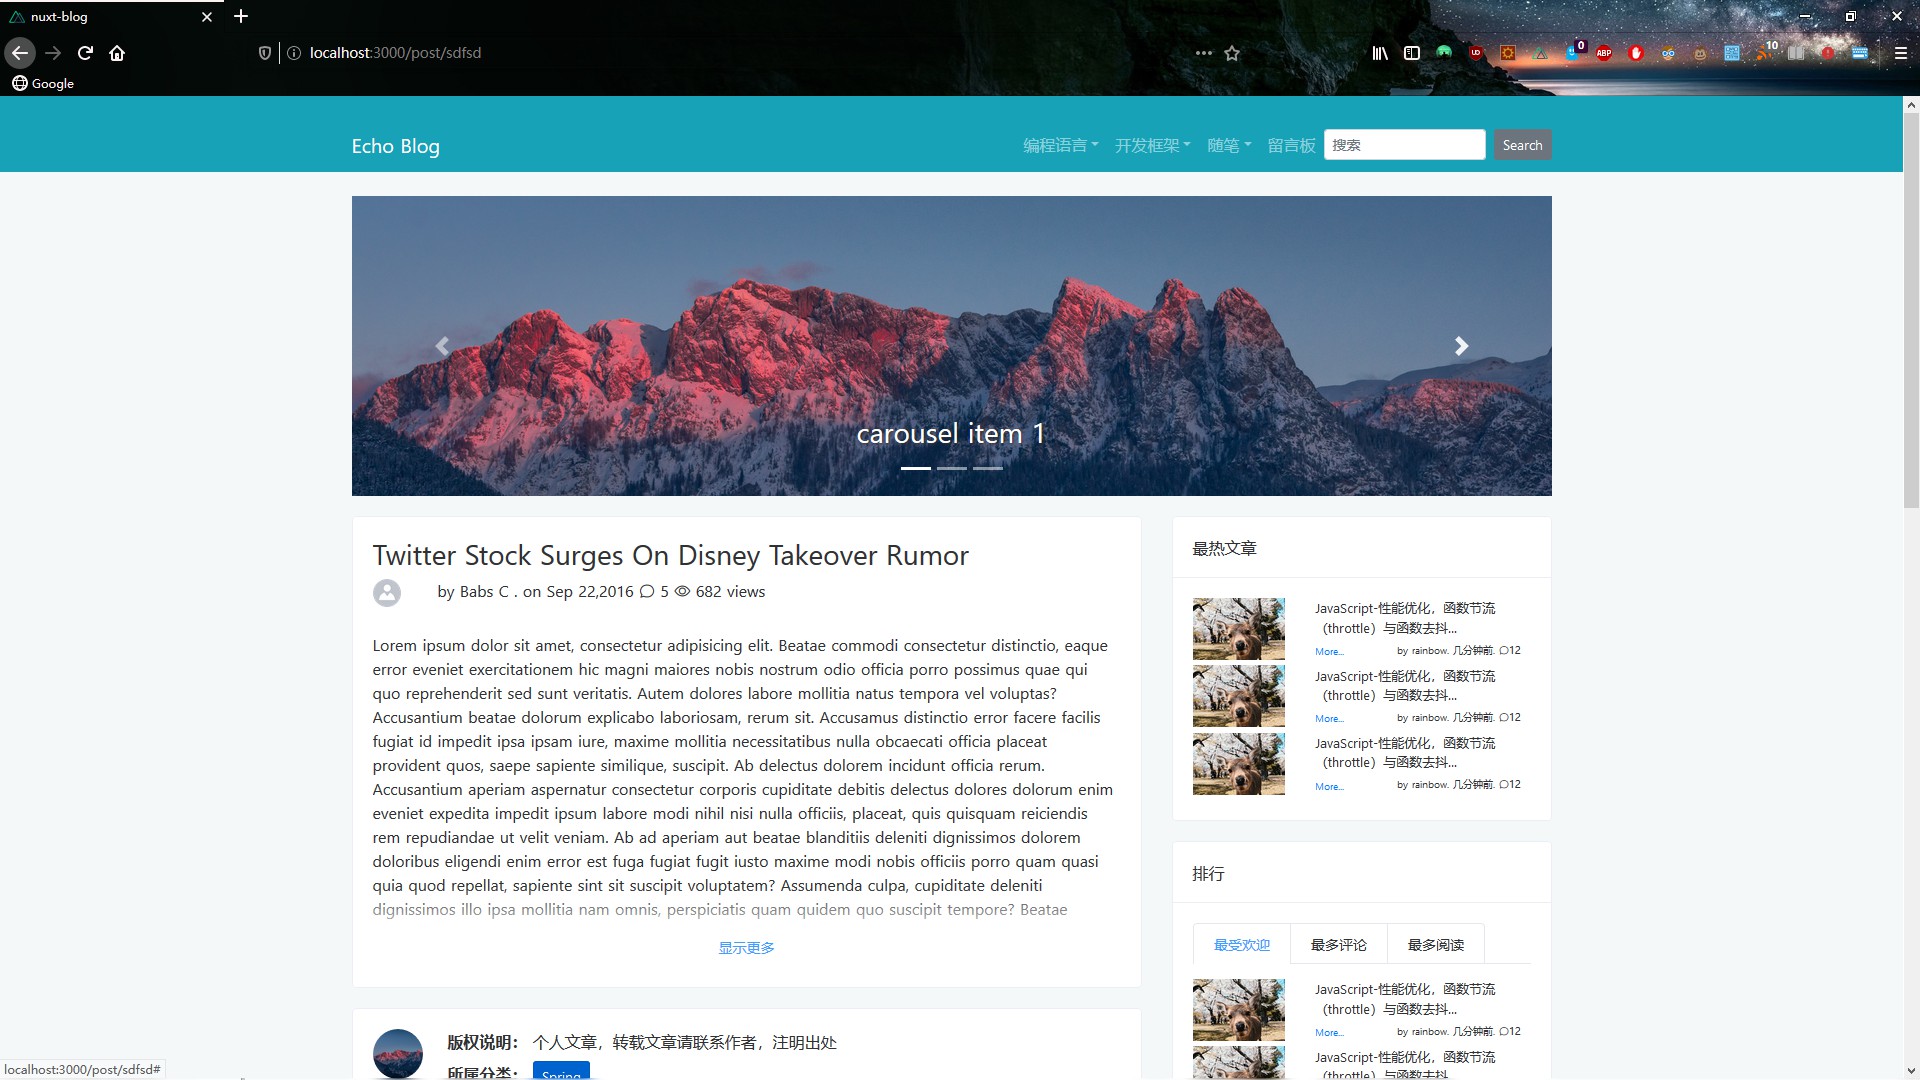 nuxt-blog
localhost:3000/post/sdfsd
0
ABP
10
Google
Echo Blog
编程语言
开发框架
随笔
留言板
搜索
Search
carousel item 1
Twitter Stock Surges On Disney Takeover Rumor
by Babs C . on Sep 22,2016 5 682 views
Lorem ipsum dolor sit amet, consectetur adipisicing elit. Beatae commodi consectetur distinctio, eaque
error eveniet exercitationem hic magni maiores nobis nostrum odio officia porro possimus quae qui
quo reprehenderit sed sunt veritatis. Autem dolores labore mollitia natus tempora vel voluptas?
Accusantium beatae dolorum explicabo laboriosam, rerum sit. Accusamus distinctio error facere facilis
fugiat id impedit ipsa ipsam iure, maxime mollitia necessitatibus nulla obcaecati officia placeat
provident quos, saepe sapiente similique, suscipit. Ab delectus dolorem incidunt officia rerum.
Accusantium aperiam aspernatur consectetur corporis cupiditate debitis delectus dolores dolorum enim
eveniet expedita impedit ipsum labore modi nihil nisi nulla officiis, placeat, quis quisquam reiciendis
rem repudiandae ut velit veniam. Ab ad aperiam aut beatae blanditiis deleniti dignissimos dolorem
doloribus eligendi enim error est fuga fugiat fugit iusto maxime modi nobis officiis porro quam quasi
quia quod repellat, sapiente sint sit suscipit voluptatem? Assumenda culpa, cupiditate deleniti
dignissimos illo ipsa mollitia nam omnis, perspiciatis quam quidem quo suscipit tempore? Beatae
显示更多
版权说明： 个人文章，转载文章请联系作者，注明出处
所属分类： Spring
最热文章
JavaScript-性能优化，函数节流
（throttle）与函数去抖...
More... by rainbow. 几分钟前. 12
JavaScript-性能优化，函数节流
（throttle）与函数去抖...
More... by rainbow. 几分钟前. 12
JavaScript-性能优化，函数节流
（throttle）与函数去抖...
More... by rainbow. 几分钟前. 12
排行
最受欢迎 最多评论 最多阅读
JavaScript-性能优化，函数节流
（throttle）与函数去抖...
More... by rainbow. 几分钟前. 12
JavaScript-性能优化，函数节流
（throttle）与函数去抖...
localhost:3000/post/sdfsd#